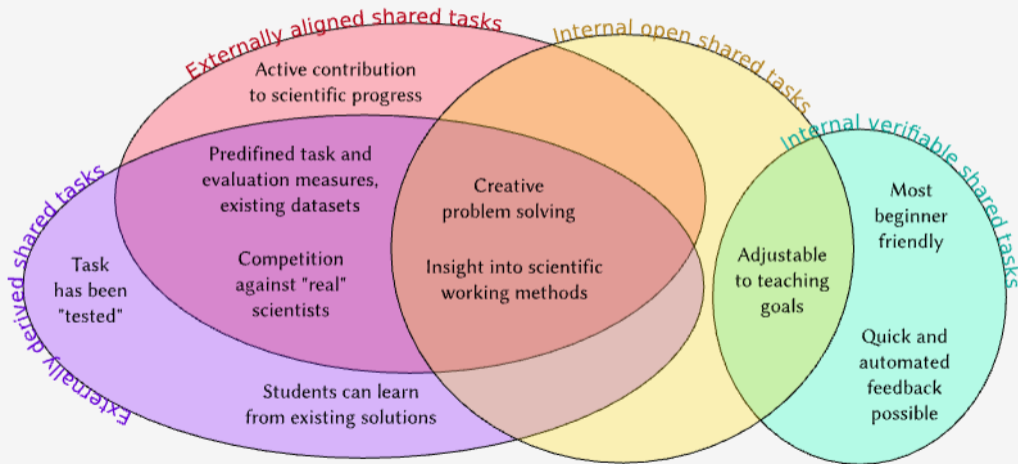 Externally aligned shared tasks
Internal open shared tasks
Internal verifiable shared tasks
Externally derived shared tasks
Active contribution
to scientific progress
Predifined task and
evaluation measures,
existing datasets
Competition
against "real"
scientists
Task
has been
"tested"
Students can learn
from existing solutions
Creative
problem solving
Insight into scientific
working methods
Adjustable
to teaching
goals
Most
beginner
friendly
Quick and
automated
feedback
possible